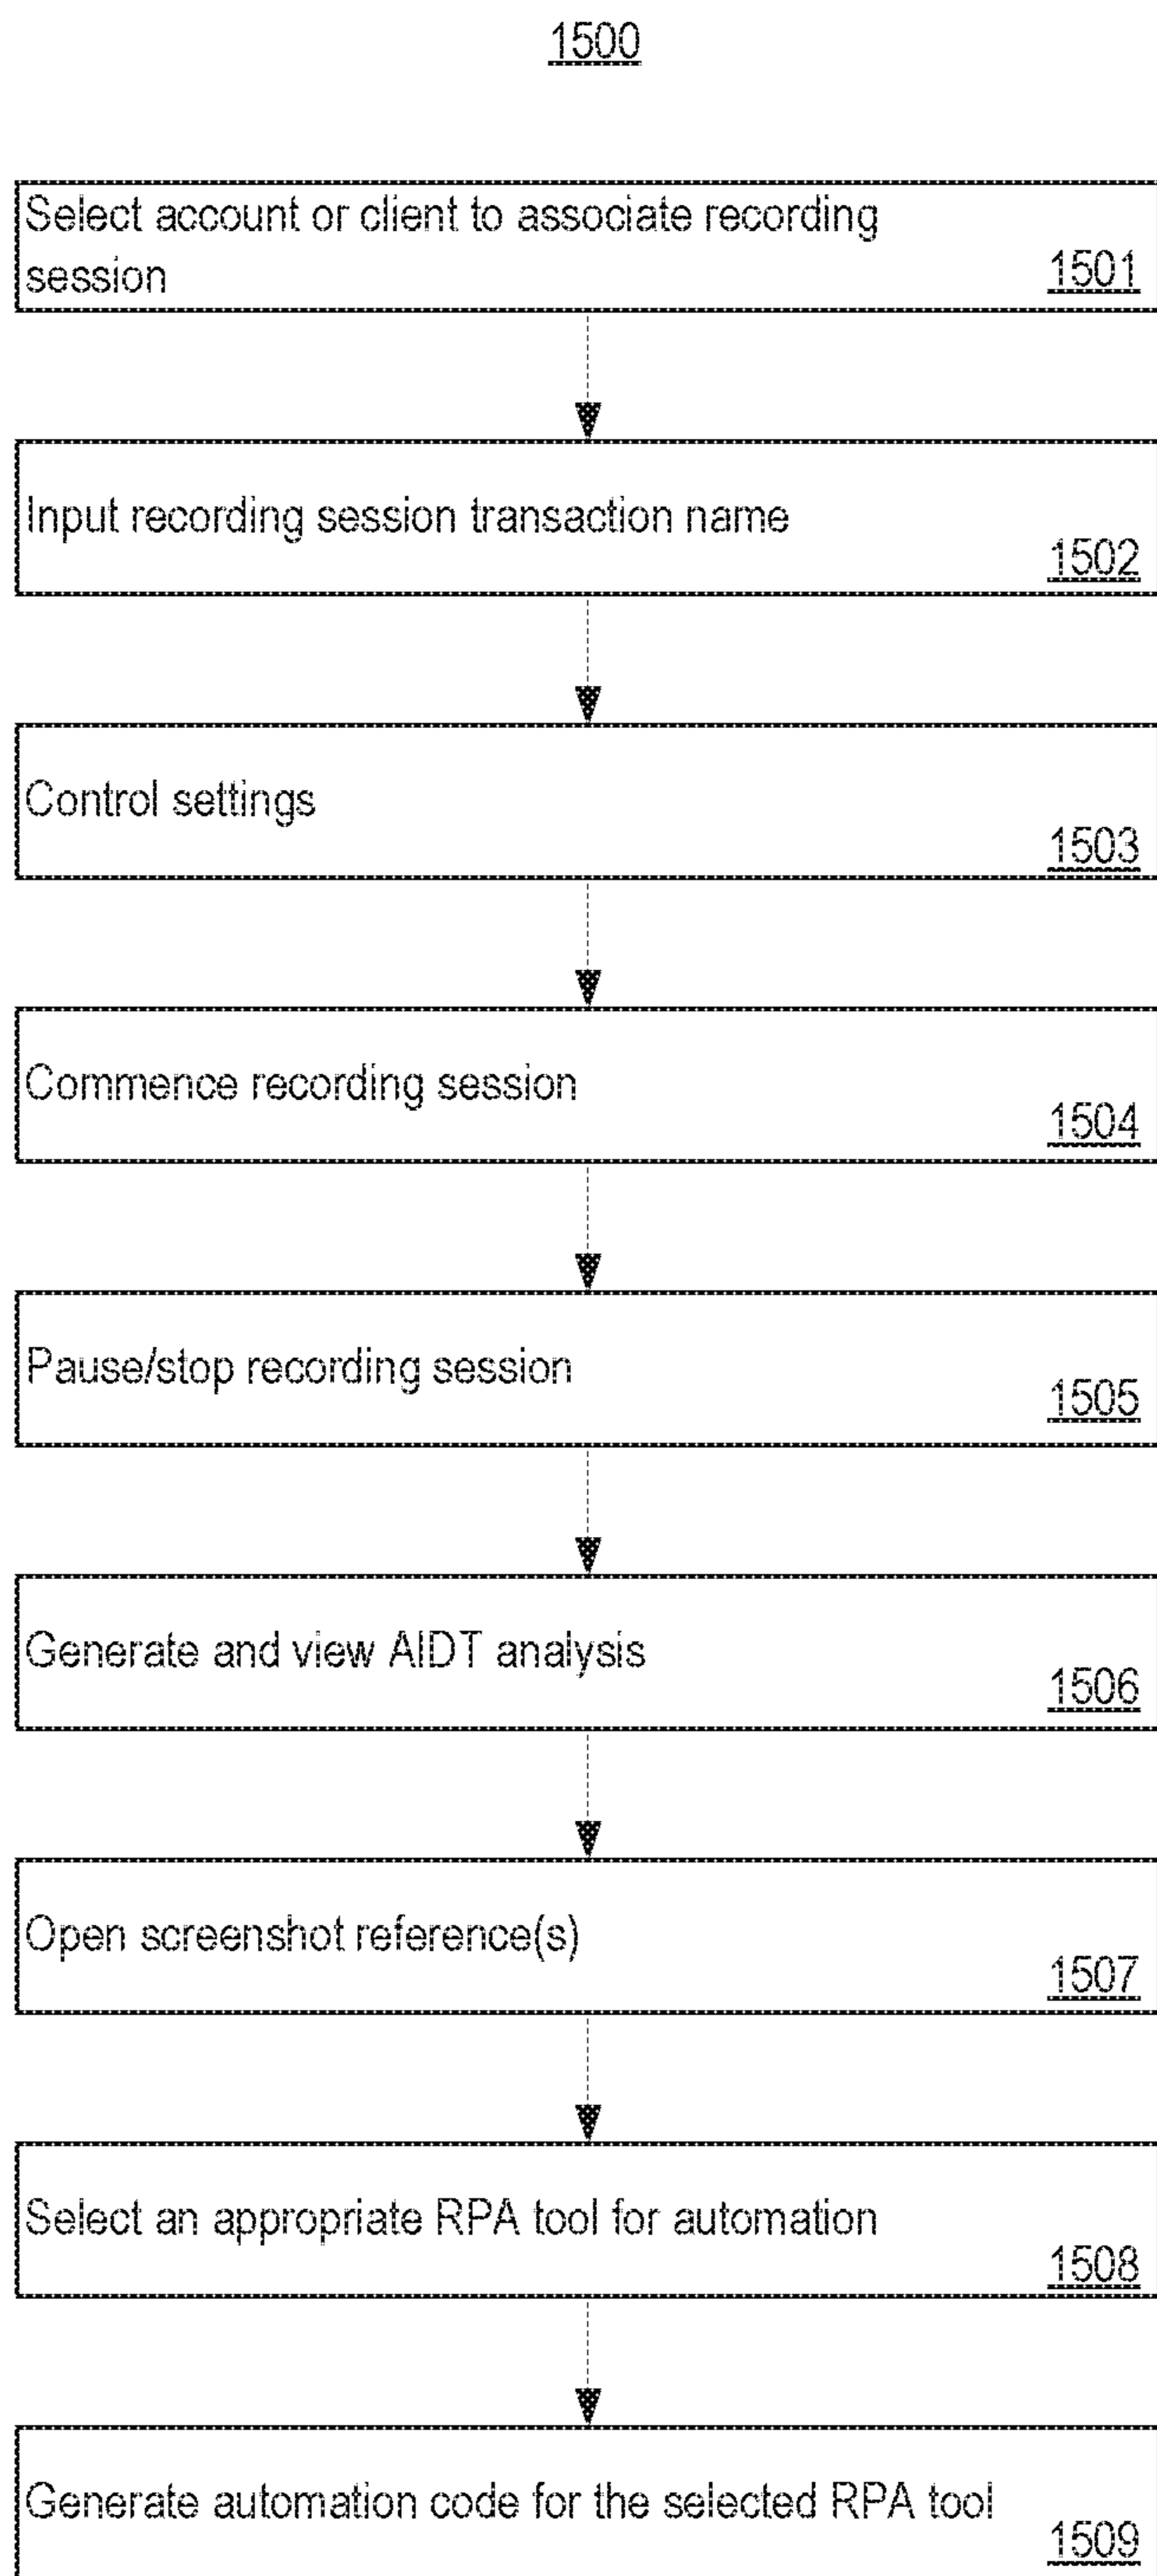 1500
Select account or client to associate recording
session
1501
Input recording session transaction name
1502
Control settings
1503
Commence recording session
1504
Pause/stop recording session
1505
Generate and view AIDT analysis
1506
Open screenshot reference(s)
1507
Select an appropriate RPA tool for automation
1508
Generate automation code for the selected RPA tool
1509